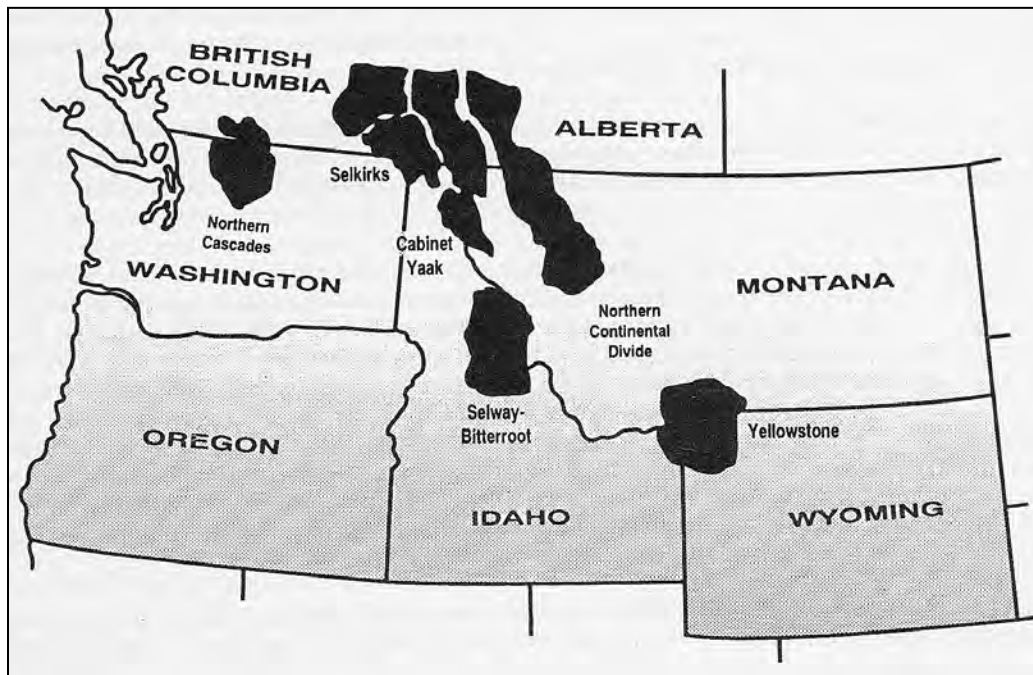 BRITISH
COLUMBIA
ALBERTA
Selkirks
Northern
Cascades
Cabinet
Yaak
WASHINGTON
MONTANA
Northern
Continental
Divide
Selway-
Bitterroot
Yellowstone
OREGON
IDAHO
WYOMING